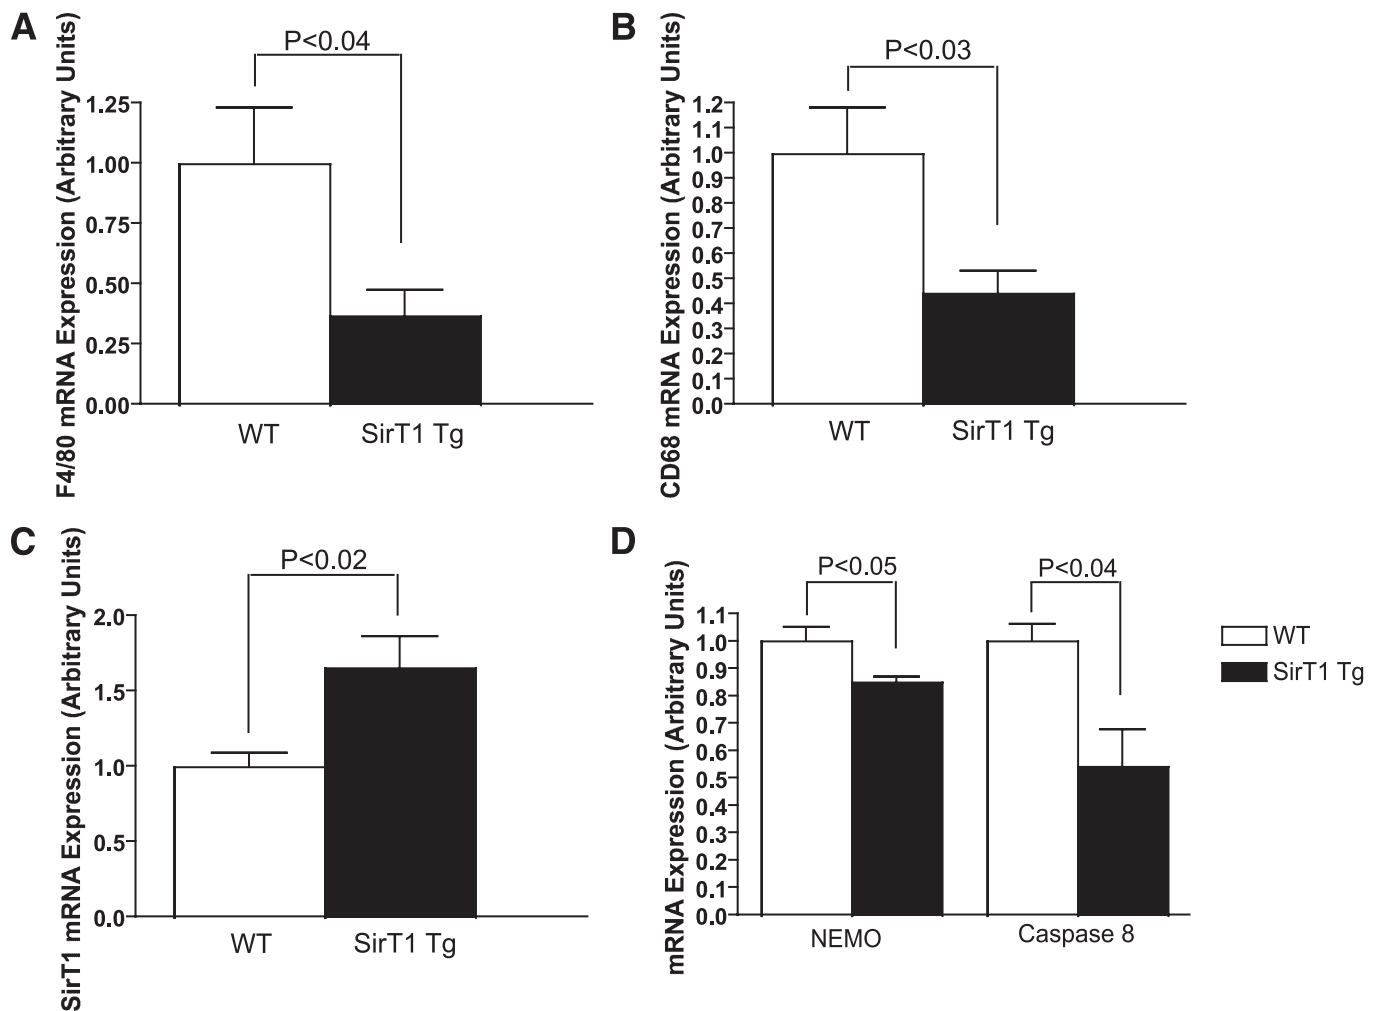 A
F4/80 mRNA Expression (Arbitrary Units)
P<0.04
1.25
1.00
0.75
0.50
0.25
0.00
WT
SirT1 Tg
B
CD68 mRNA Expression (Arbitrary Units)
P<0.03
1.2
1.1
1.0
0.9
0.8
0.7
0.6
0.5
0.4
0.3
0.2
0.1
0.0
WT
SirT1 Tg
C
SirT1 mRNA Expression (Arbitrary Units)
P<0.02
2.0
1.5
1.0
0.5
0.0
WT
SirT1 Tg
D
mRNA Expression (Arbitrary Units)
P<0.05
P<0.04
1.1
1.0
0.9
0.8
0.7
0.6
0.5
0.4
0.3
0.2
0.1
0.0
NEMO
Caspase 8
WT
SirT1 Tg